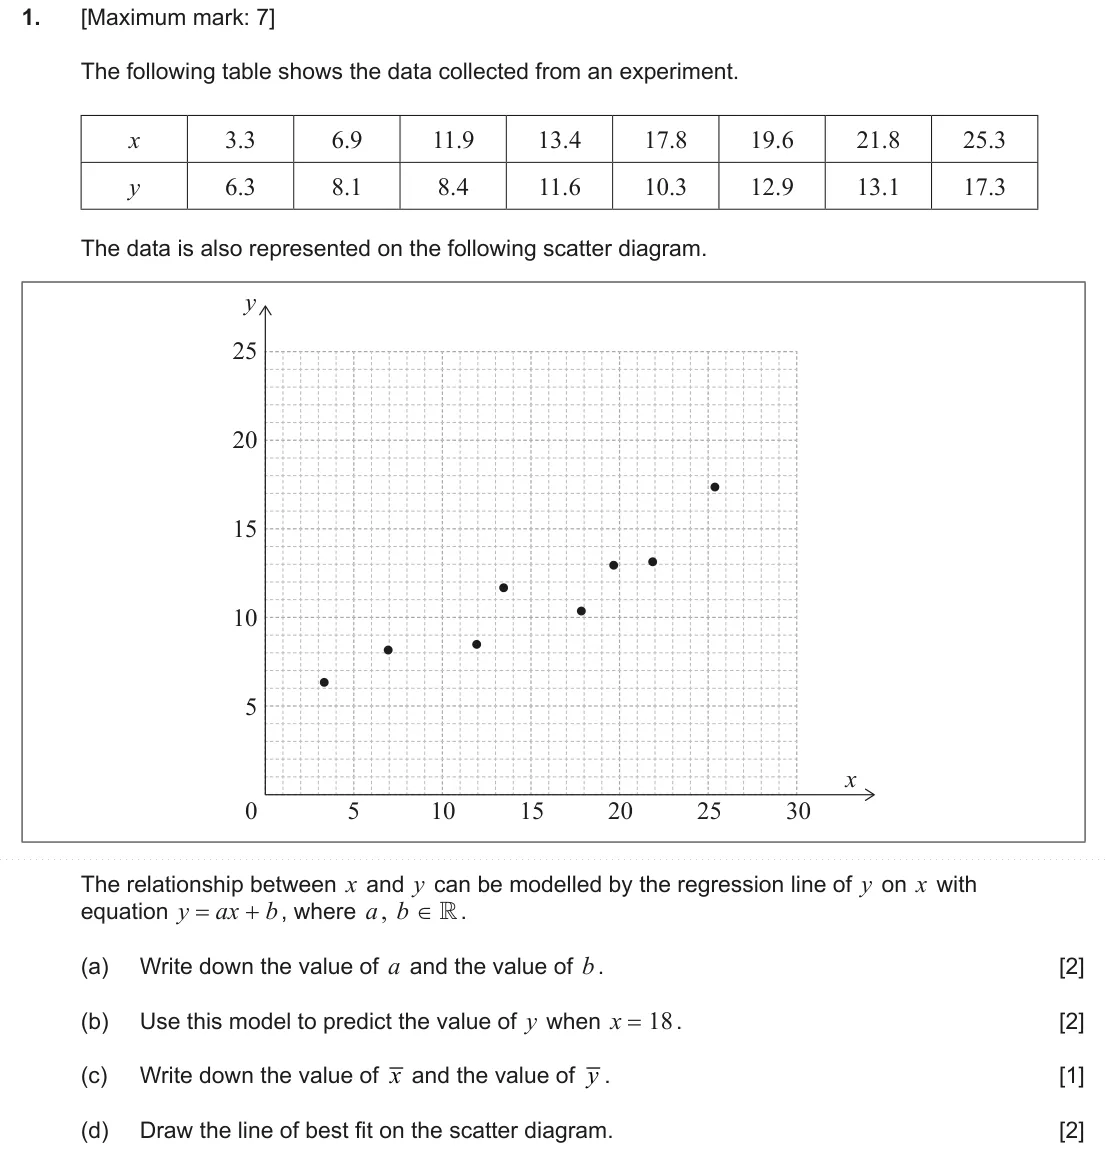 1. [Maximum mark: 7]
The following table shows the data collected from an experiment.
x 3.3 6.9 11.9 13.4 17.8 19.6 21.8 25.3
y 6.3 8.1 8.4 11.6 10.3 12.9 13.1 17.3
The data is also represented on the following scatter diagram.
y
25
20
15
10
5
x
0 5 10 15 20 25 30
The relationship between x and y can be modelled by the regression line of y on x with
equation y = ax + b, where a, b ∈ ℝ.
(a) Write down the value of a and the value of b. [2]
(b) Use this model to predict the value of y when x = 18. [2]
(c) Write down the value of x̅ and the value of y̅. [1]
(d) Draw the line of best fit on the scatter diagram. [2]